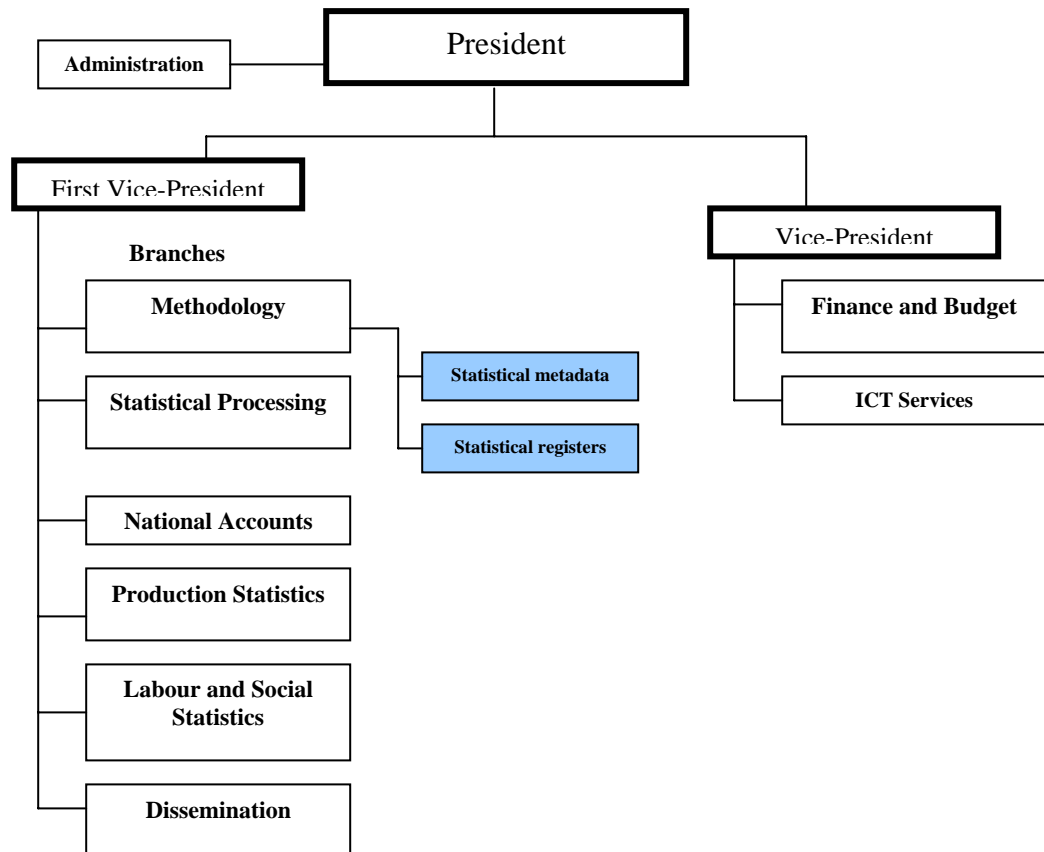 President
Administration
First Vice-President
Vice-President
Branches
Methodology
Finance and Budget
Statistical metadata
Statistical Processing
ICT Services
Statistical registers
National Accounts
Production Statistics
Labour and Social
Statistics
Dissemination